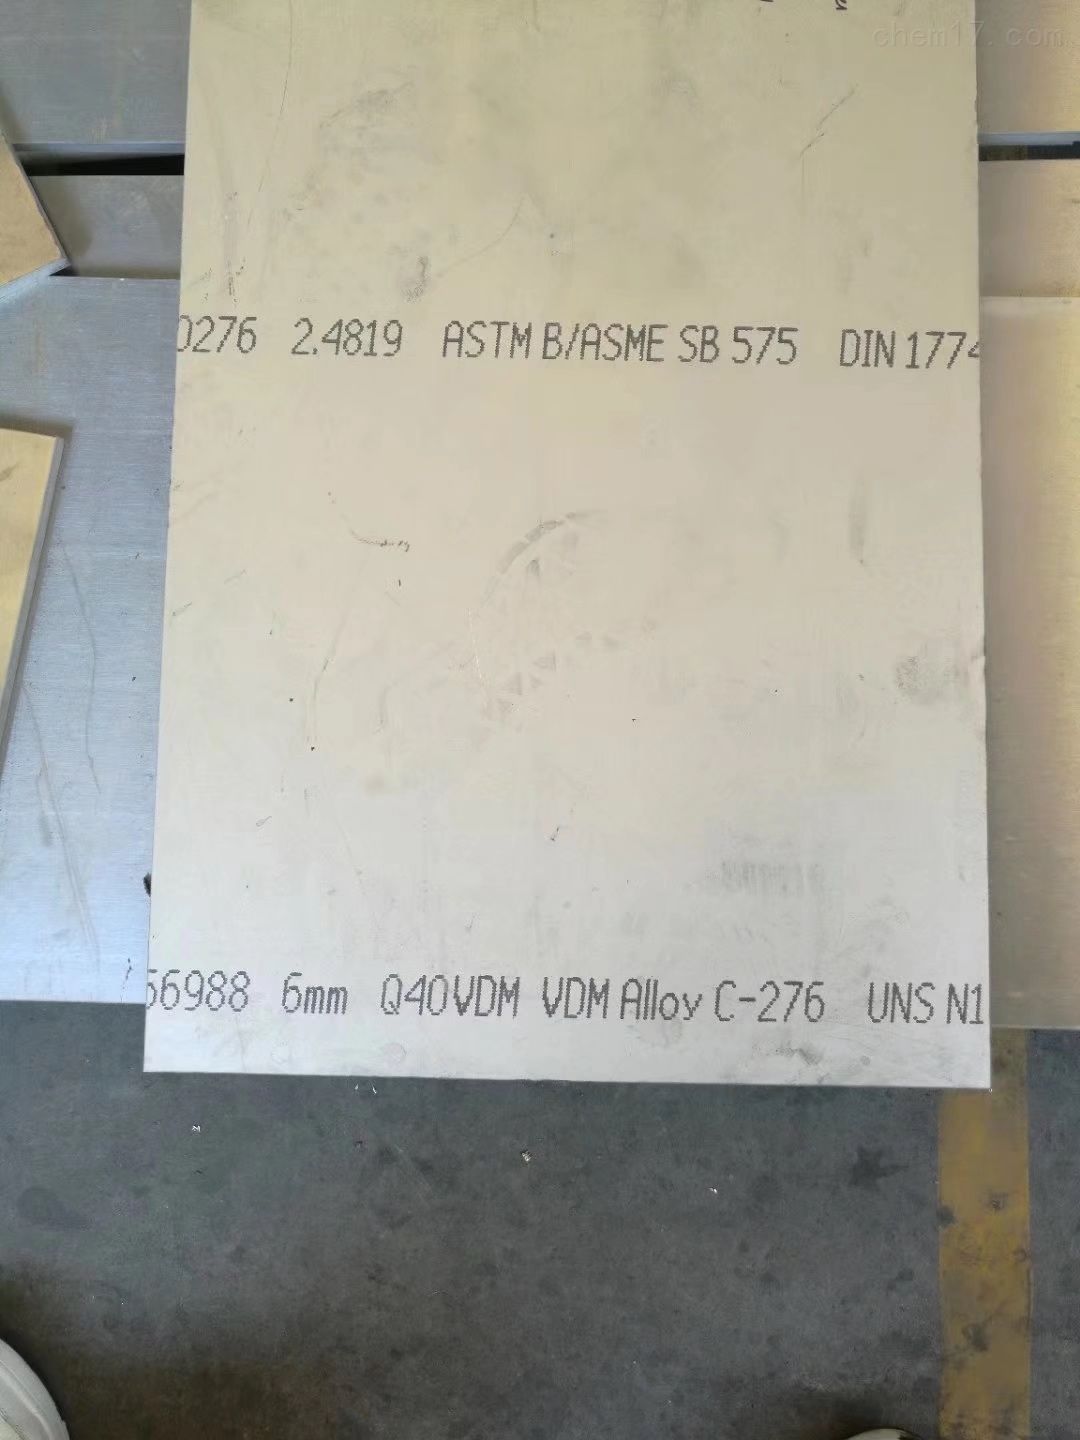 chem17.com
0276 2.4819 ASTM B/ASME SB 575 DIN 1774
56988 6mm Q40VDM VDM Alloy C-276 UNS N1